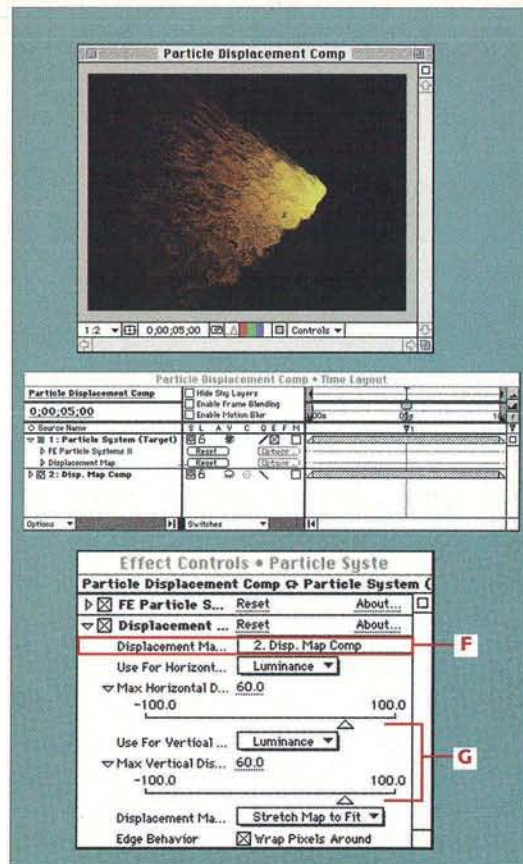 Particle Displacement Comp
1:2 0;00;05;00 Controls
Particle Displacement Comp • Time Layout
Particle Displacement Comp Hide Shy Layers
Enable Frame Blending
0;00;05;00 Enable Motion Blur
Source Name S L A V C Q E F M
1: Particle System (Target)
FE Particle Systems II Reset Options
Displacement Map Reset Options
2: Disp. Map Comp
Options Switches
Effect Controls • Particle Syste
Particle Displacement Comp Particle System (
FE Particle S... Reset About...
Displacement ... Reset About...
Displacement Ma... 2. Disp. Map Comp F
Use For Horizont... Luminance
Max Horizontal D... 60.0
-100.0 100.0
Use For Vertical ... Luminance G
Max Vertical Dis... 60.0
-100.0 100.0
Displacement Ma... Stretch Map to Fit
Edge Behavior Wrap Pixels Around